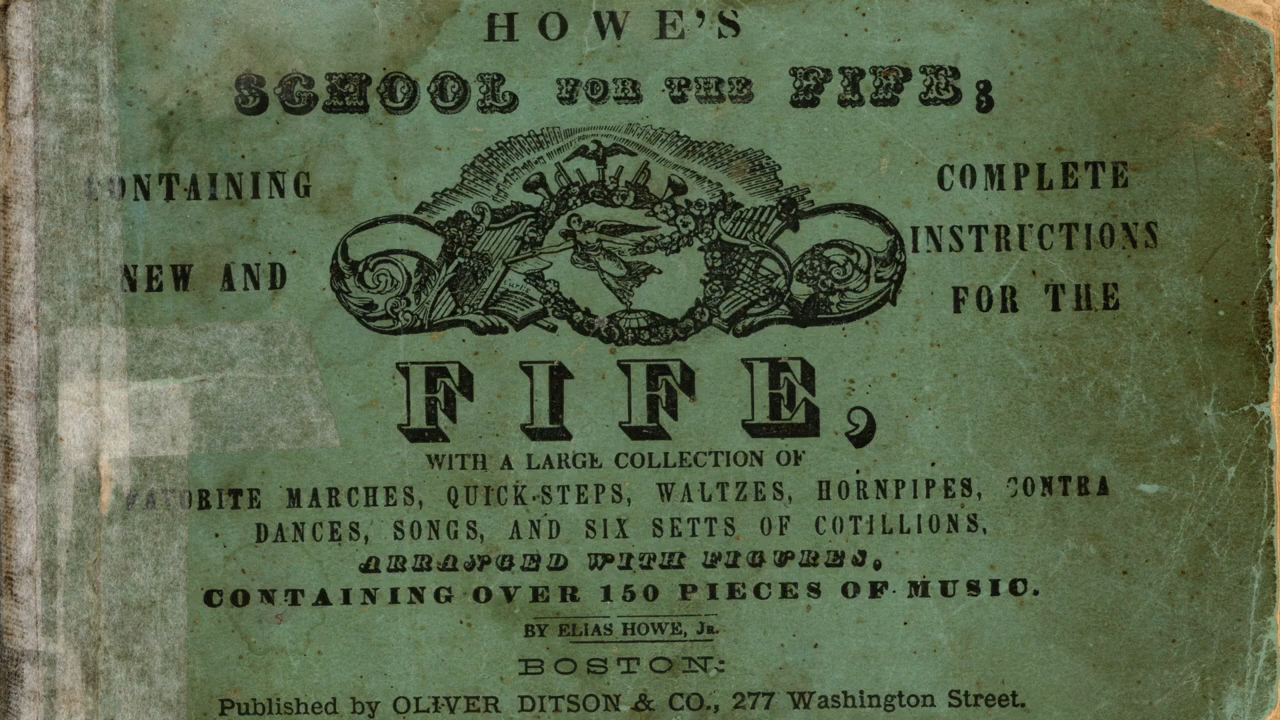 HOWE'S
SCHOOL FOR THE FIFE;
CONTAINING
NEW AND
COMPLETE
INSTRUCTIONS
FOR THE
FIFE,
WITH A LARGE COLLECTION OF
FAVORITE MARCHES, QUICK-STEPS, WALTZES, HORNPIPES, CONTRA
DANCES, SONGS, AND SIX SETTS OF COTILLIONS,
ARRANGED WITH FIGURES,
CONTAINING OVER 150 PIECES OF MUSIC.
BY ELIAS HOWE, Jr.
BOSTON:
Published by OLIVER DITSON & CO., 277 Washington Street.